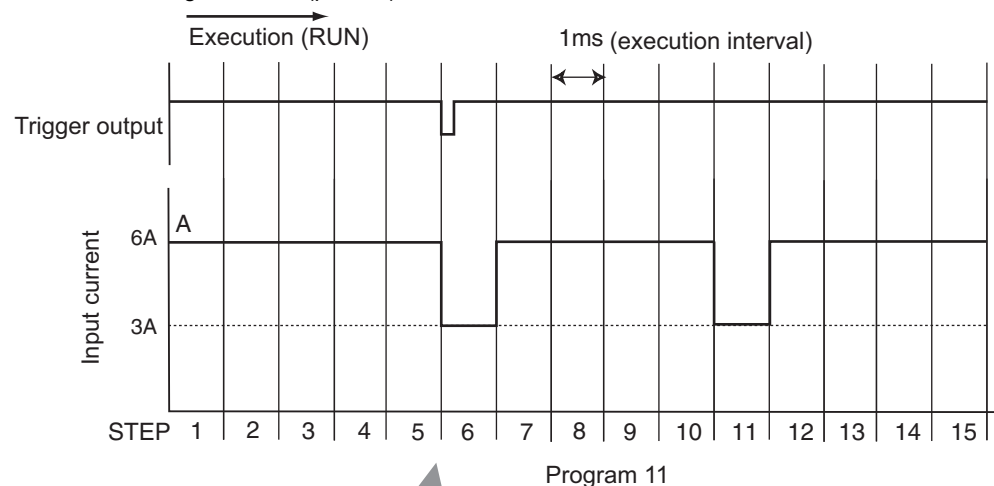 Execution (RUN)
1ms (execution interval)
Trigger output
A
6A
Input current
3A
STEP 1 2 3 4 5 6 7 8 9 10 11 12 13 14 15
Program 11